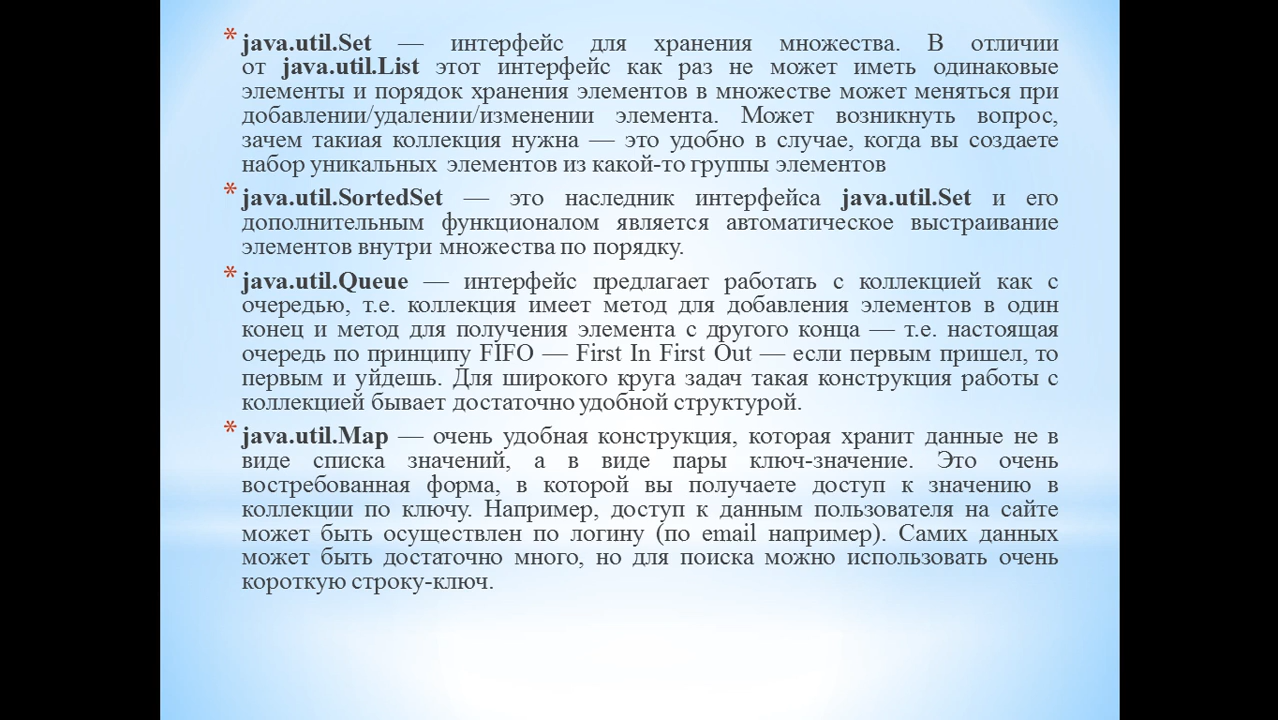 * java.util.Set — интерфейс для хранения множества. В отличии
от java.util.List этот интерфейс как раз не может иметь одинаковые
элементы и порядок хранения элементов в множестве может меняться при
добавлении/удалении/изменении элемента. Может возникнуть вопрос,
зачем такиая коллекция нужна — это удобно в случае, когда вы создаете
набор уникальных элементов из какой-то группы элементов
* java.util.SortedSet — это наследник интерфейса java.util.Set и его
дополнительным функционалом является автоматическое выстраивание
элементов внутри множества по порядку.
* java.util.Queue — интерфейс предлагает работать с коллекцией как с
очередью, т.е. коллекция имеет метод для добавления элементов в один
конец и метод для получения элемента с другого конца — т.е. настоящая
очередь по принципу FIFO — First In First Out — если первым пришел, то
первым и уйдешь. Для широкого круга задач такая конструкция работы с
коллекцией бывает достаточно удобной структурой.
* java.util.Map — очень удобная конструкция, которая хранит данные не в
виде списка значений, а в виде пары ключ-значение. Это очень
востребованная форма, в которой вы получаете доступ к значению в
коллекции по ключу. Например, доступ к данным пользователя на сайте
может быть осуществлен по логину (по email например). Самих данных
может быть достаточно много, но для поиска можно использовать очень
короткую строку-ключ.